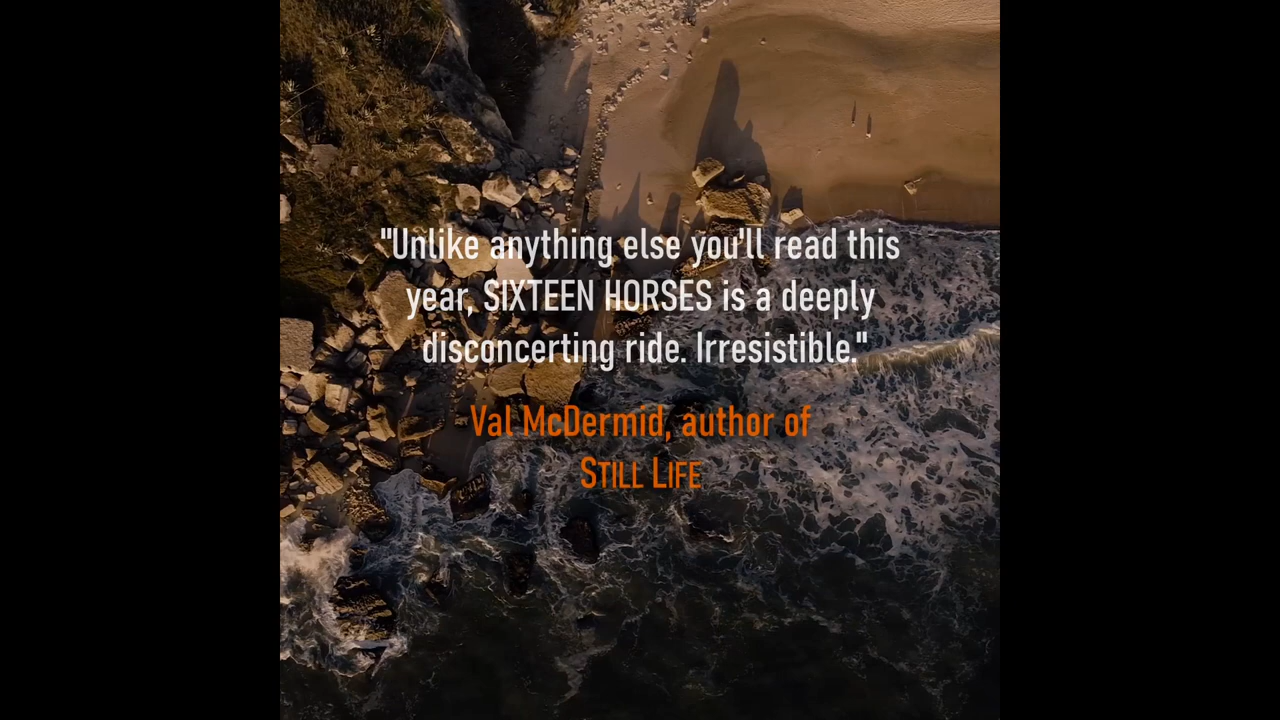 "Unlike anything else you'll read this
year, SIXTEEN HORSES is a deeply
disconcerting ride. Irresistible."
Val McDermid, author of
STILL LIFE